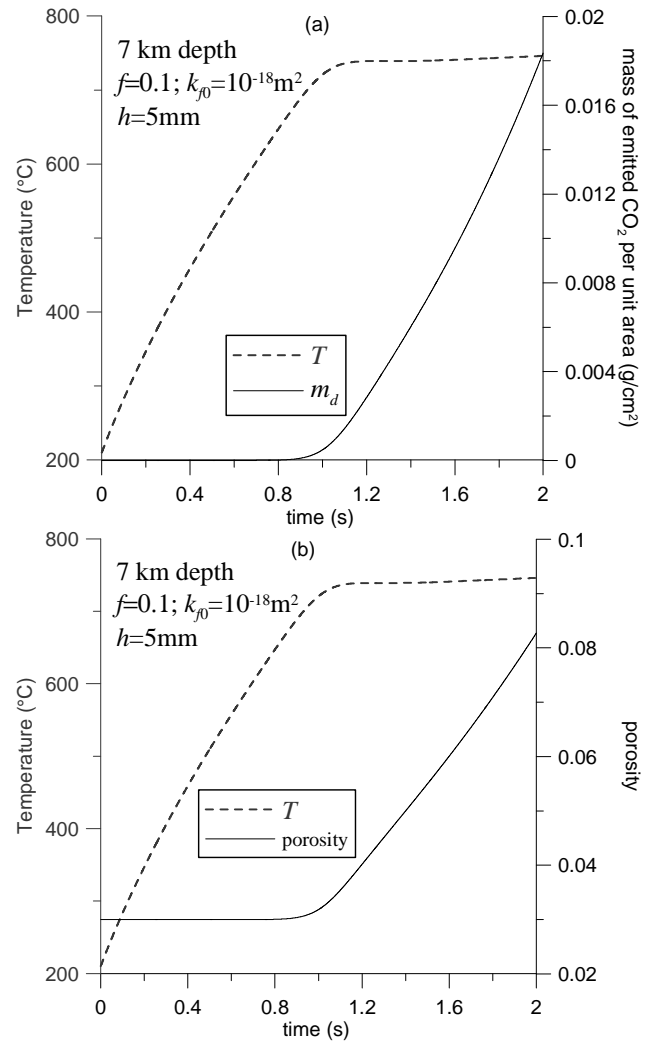 (a)
7 km depth
f=0.1; k_f0=10^-18 m^2
h=5mm
800
600
400
200
Temperature (°C)
0.02
0.016
0.012
0.008
0.004
0
mass of emitted CO_2
per unit area (g/cm²)
T
m_d
0 0.4 0.8 1.2 1.6 2
time (s)
(b)
7 km depth
f=0.1; k_f0=10^-18 m^2
h=5mm
800
600
400
200
Temperature (°C)
0.1
0.08
0.06
0.04
0.02
porosity
T
porosity
0 0.4 0.8 1.2 1.6 2
time (s)